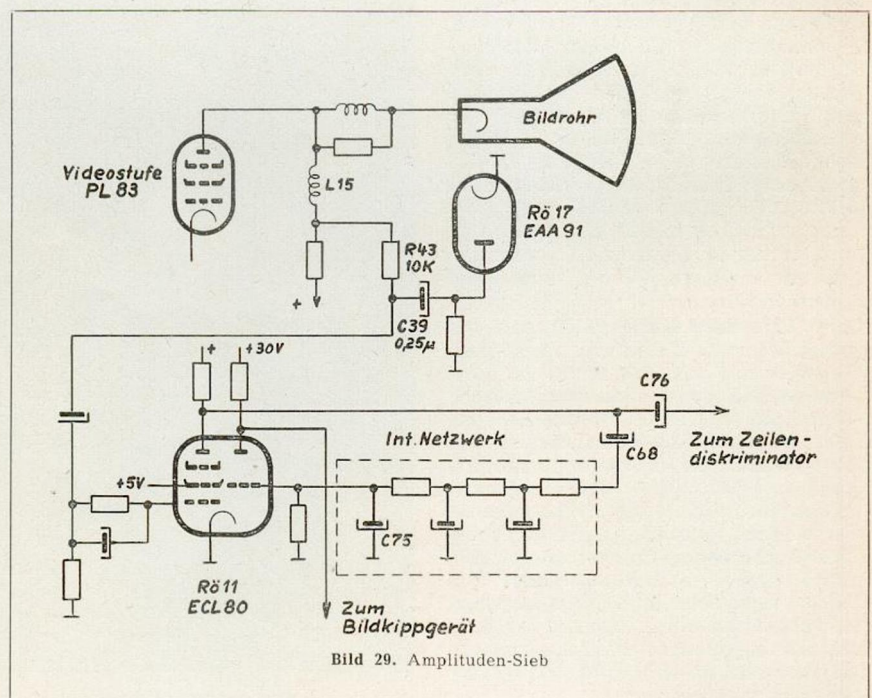 Bildrohr
Videostufe
PL 83
L15
Rö 17
EAA 91
R43
10K
+
C39
0,25µ
+
+30V
C76
Int. Netzwerk
C68
Zum Zeilen-
diskriminator
+5V
C75
Rö 11
ECL 80
Zum
Bildkippgerät
Bild 29. Amplituden-Sieb